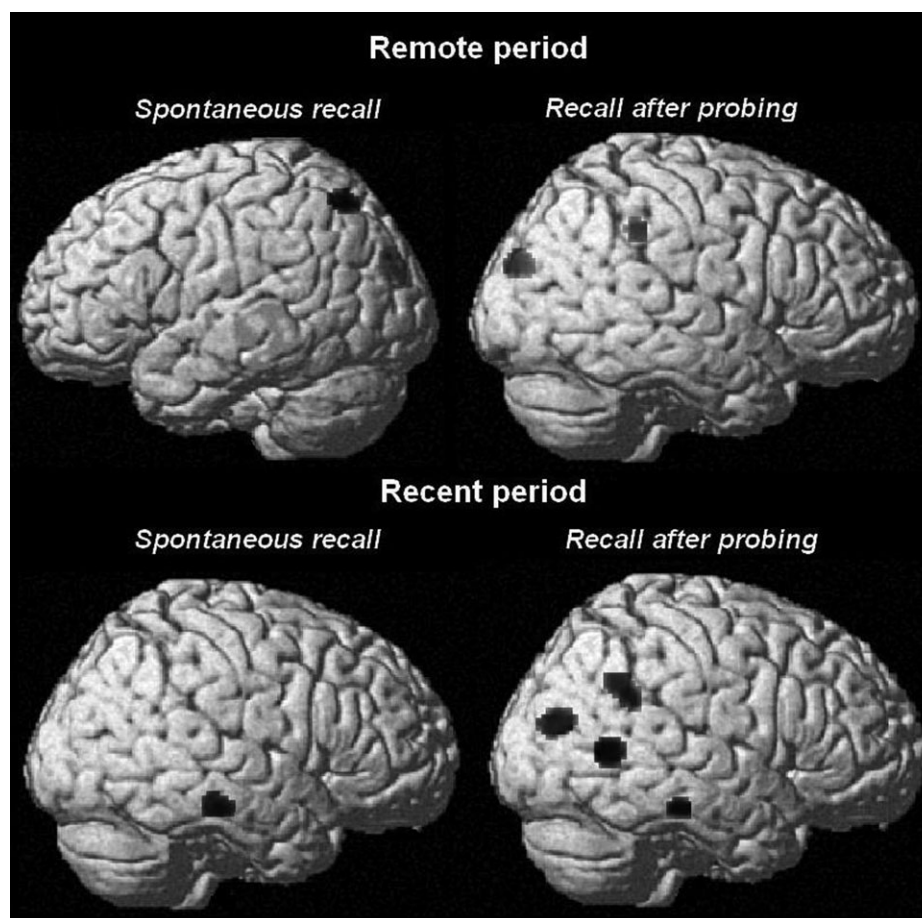 Remote period
Spontaneous recall
Recall after probing
Recent period
Spontaneous recall
Recall after probing